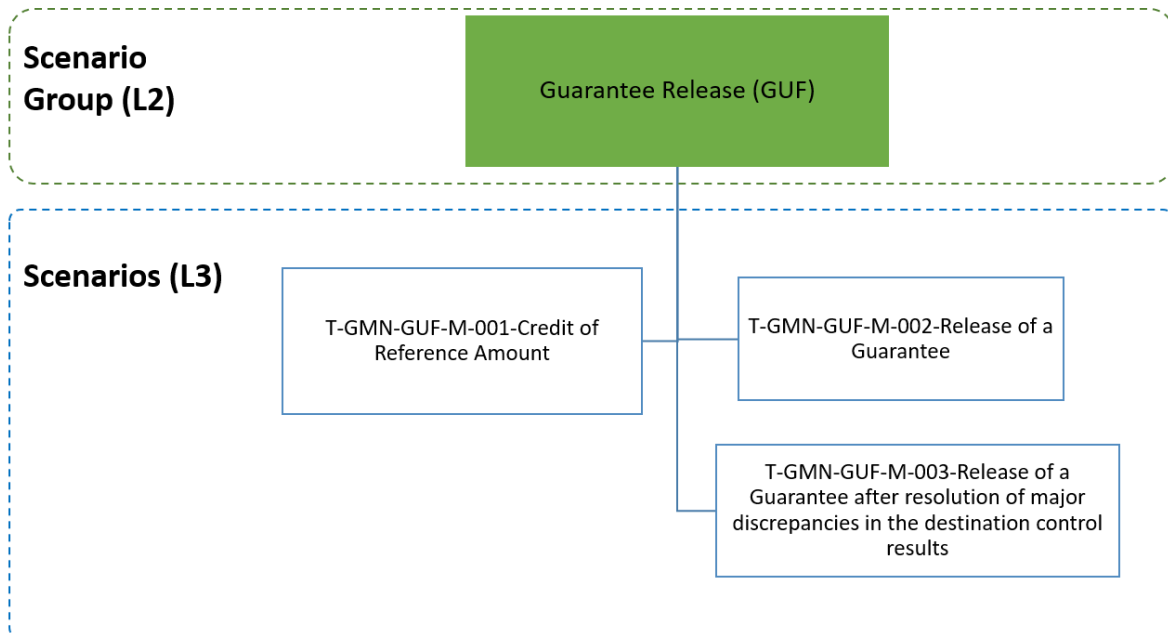 Scenario
Group (L2)
Guarantee Release (GUF)
Scenarios (L3)
T-GMN-GUF-M-001-Credit of
Reference Amount
T-GMN-GUF-M-002-Release of a
Guarantee
T-GMN-GUF-M-003-Release of a
Guarantee after resolution of major
discrepancies in the destination control
results